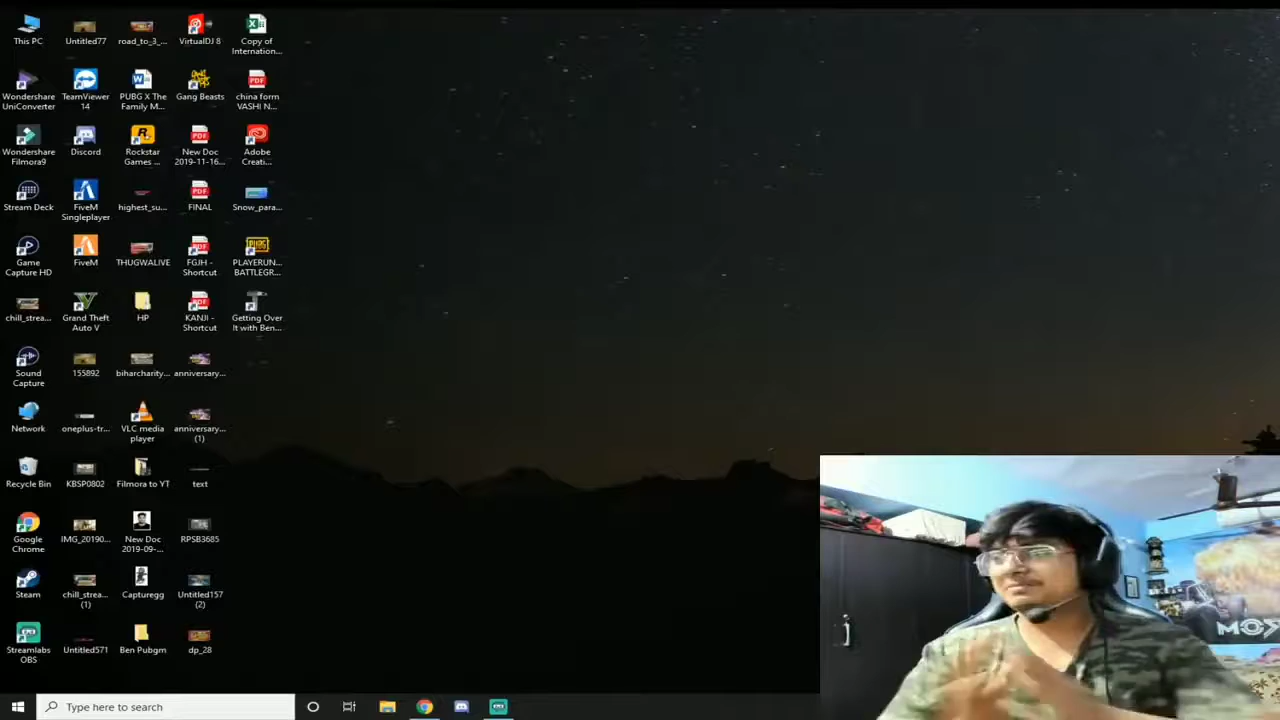 This PC
Untitled77
road_to_3_...
VirtualDJ 8
Copy of
Internation...
Wondershare
UniConverter
TeamViewer
14
PUBG X The
Family M...
Gang Beasts
china form
VASHI N...
Wondershare
Filmora9
Discord
Rockstar
Games ...
New Doc
2019-11-16...
Adobe
Creati...
Stream Deck
FiveM
Singleplayer
highest_su...
FINAL
Snow_para...
Game
Capture HD
FiveM
THUGWALIVE
FGJH -
Shortcut
PLAYERUN...
BATTLEGR...
chill_strea...
Grand Theft
Auto V
HP
KANJI -
Shortcut
Getting Over
It with Ben...
Sound
Capture
155892
biharcharity...
anniversary...
Network
oneplus-tr...
VLC media
player
anniversary...
(1)
Recycle Bin
KBSP0802
Filmora to YT
text
Google
Chrome
IMG_20190...
New Doc
2019-09-...
RPSB3685
Steam
chill_strea...
(1)
Capturegg
Untitled157
(2)
Streamlabs
OBS
Untitled571
Ben Pubgm
dp_28
Type here to search